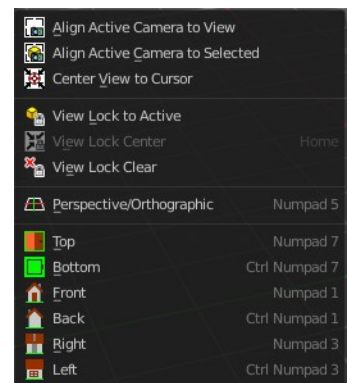 Align Active Camera to View
Align Active Camera to Selected
Center View to Cursor
View Lock to Active
View Lock Center Home
View Lock Clear
Perspective/Orthographic Numpad 5
Top Numpad 7
Bottom Ctrl Numpad 7
Front Numpad 1
Back Ctrl Numpad 1
Right Numpad 3
Left Ctrl Numpad 3